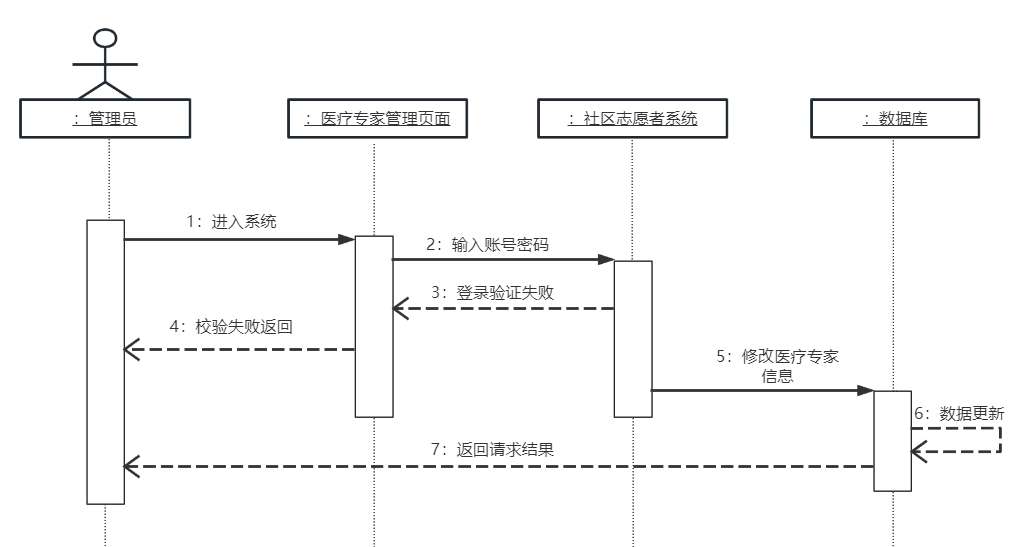 ：管理员
：医疗专家管理页面
：社区志愿者系统
：数据库
1：进入系统
2：输入账号密码
3：登录验证失败
4：校验失败返回
5：修改医疗专家
信息
6：数据更新
7：返回请求结果